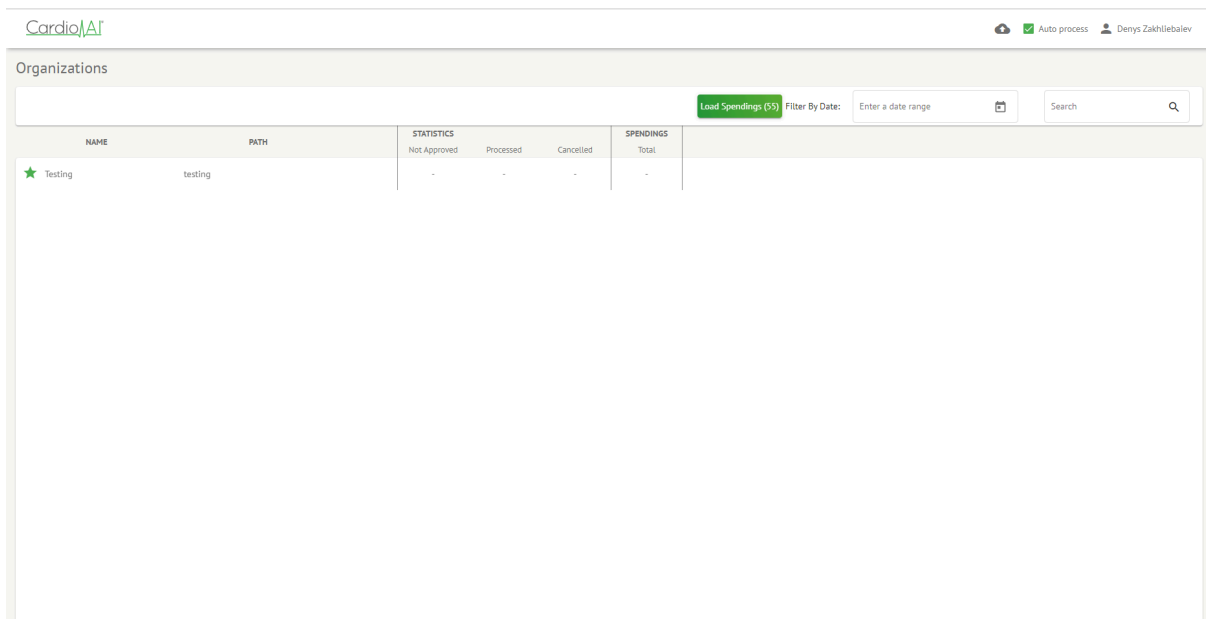 CardioAI
Auto process Denys Zakhliebaiev
Organizations
Load Spendings (55) Filter By Date: Enter a date range Search
NAME PATH STATISTICS SPENDINGS
Not Approved Processed Cancelled Total
Testing testing - - - -